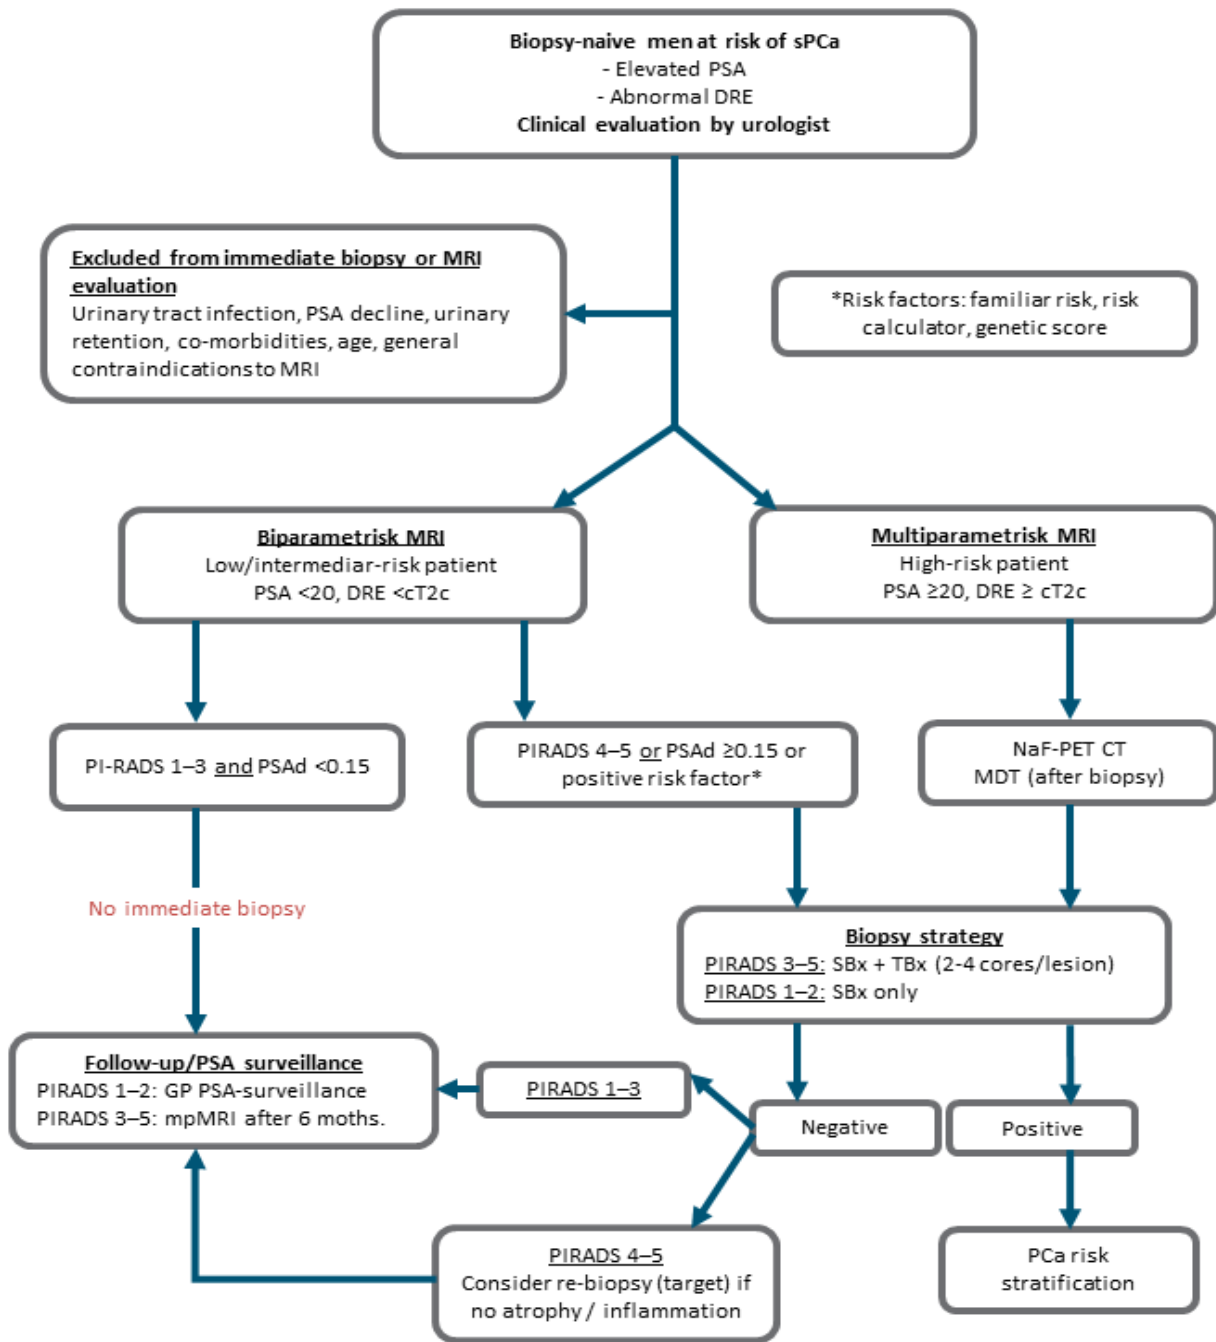 Biopsy-naive men at risk of sPCa
- Elevated PSA
- Abnormal DRE
Clinical evaluation by urologist
Excluded from immediate biopsy or MRI
evaluation
Urinary tract infection, PSA decline, urinary
retention, co-morbidities, age, general
contraindications to MRI
*Risk factors: familiar risk, risk
calculator, genetic score
Biparametrisk MRI
Low/intermediar-risk patient
PSA <20, DRE <cT2c
Multiparametrisk MRI
High-risk patient
PSA ≥20, DRE ≥ cT2c
PI-RADS 1–3 and PSAd <0.15
PIRADS 4–5 or PSAd ≥0.15 or
positive risk factor*
NaF-PET CT
MDT (after biopsy)
No immediate biopsy
Biopsy strategy
PIRADS 3–5: SBx + TBx (2-4 cores/lesion)
PIRADS 1–2: SBx only
Follow-up/PSA surveillance
PIRADS 1–2: GP PSA-surveillance
PIRADS 3–5: mpMRI after 6 moths.
PIRADS 1–3
Negative
Positive
PIRADS 4–5
Consider re-biopsy (target) if
no atrophy / inflammation
PCa risk
stratification